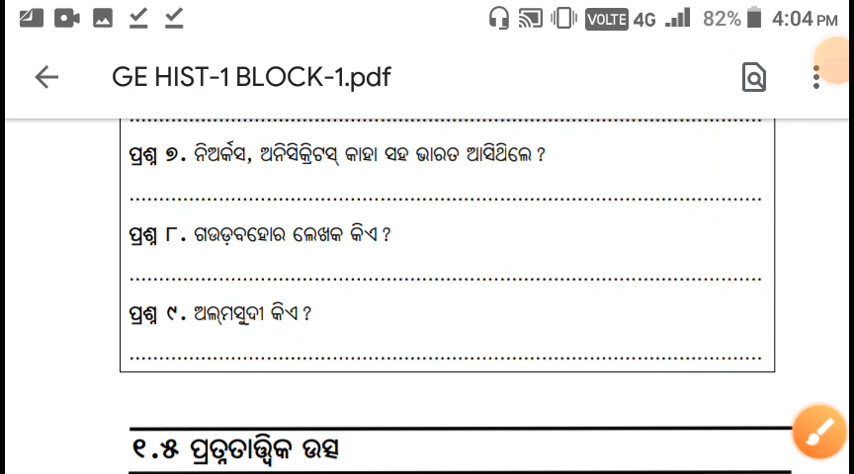 VOLTE 4G 82% 4:04 PM
GE HIST-1 BLOCK-1.pdf
ପ୍ରଶ୍ନ ୭. ନିଅର୍କସ, ଅନିସିକ୍ରିଟସ୍ କାହା ସହ ଭାରତ ଆସିଥିଲେ ?
ପ୍ରଶ୍ନ ୮. ଗଉଡ଼ବହୋର ଲେଖକ କିଏ ?
ପ୍ରଶ୍ନ ୯. ଅଲ୍‌ମସୁଦୀ କିଏ ?
୧.୫ ପ୍ରତ୍ନତାତ୍ତ୍ୱିକ ଉତ୍ସ